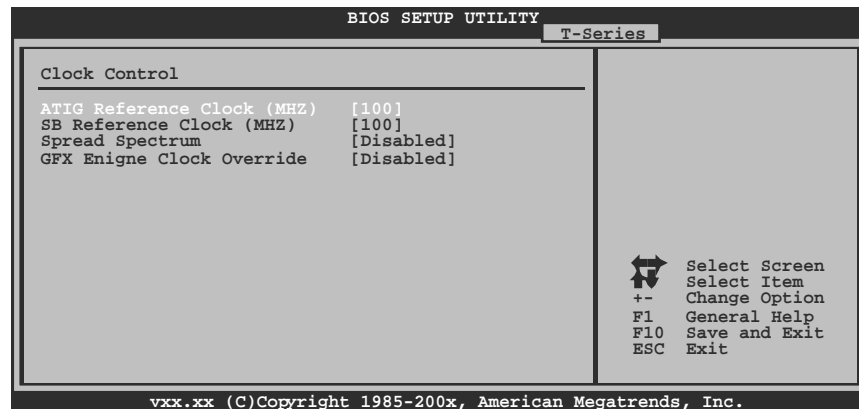 BIOS SETUP UTILITY
T-Series
Clock Control
ATIG Reference Clock (MHZ) [100]
SB Reference Clock (MHZ) [100]
Spread Spectrum [Disabled]
GFX Enigne Clock Override [Disabled]
Select Screen
Select Item
+- Change Option
F1 General Help
F10 Save and Exit
ESC Exit
vxx.xx (C)Copyright 1985-200x, American Megatrends, Inc.